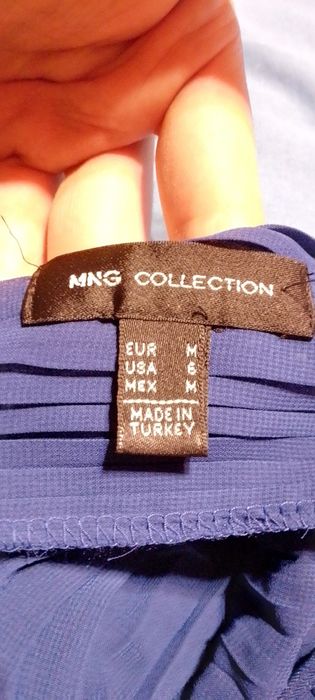 MNG COLLECTION
EUR M
USA 6
MEX M
MADE IN
TURKEY